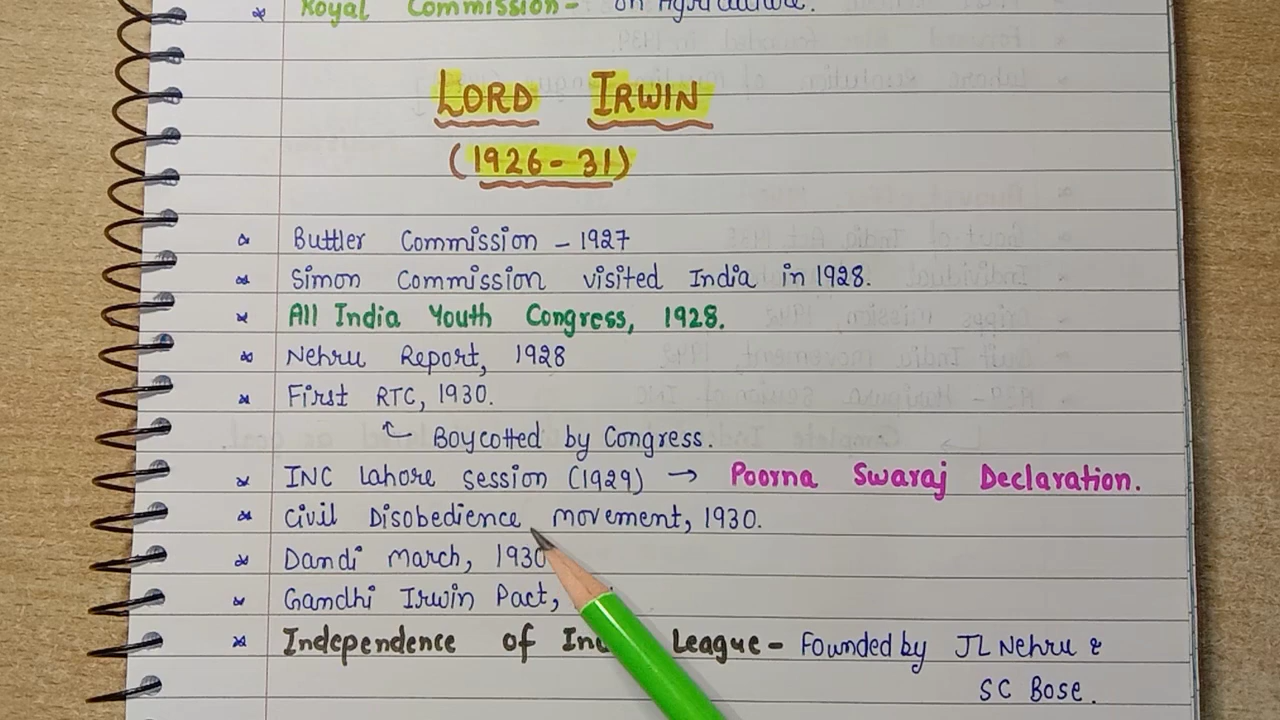 Royal Commission - on Agriculture.
LORD IRWIN
(1926 - 31)
Buttler Commission - 1927
Simon Commission visited India in 1928.
All India Youth Congress, 1928.
Nehru Report, 1928
First RTC, 1930.
Boycotted by Congress.
INC Lahore session (1929) → Poorna Swaraj Declaration.
Civil Disobedience movement, 1930.
Dandi March, 1930
Gandhi Irwin Pact,
Independence of League - Founded by JL Nehru &
SC Bose.